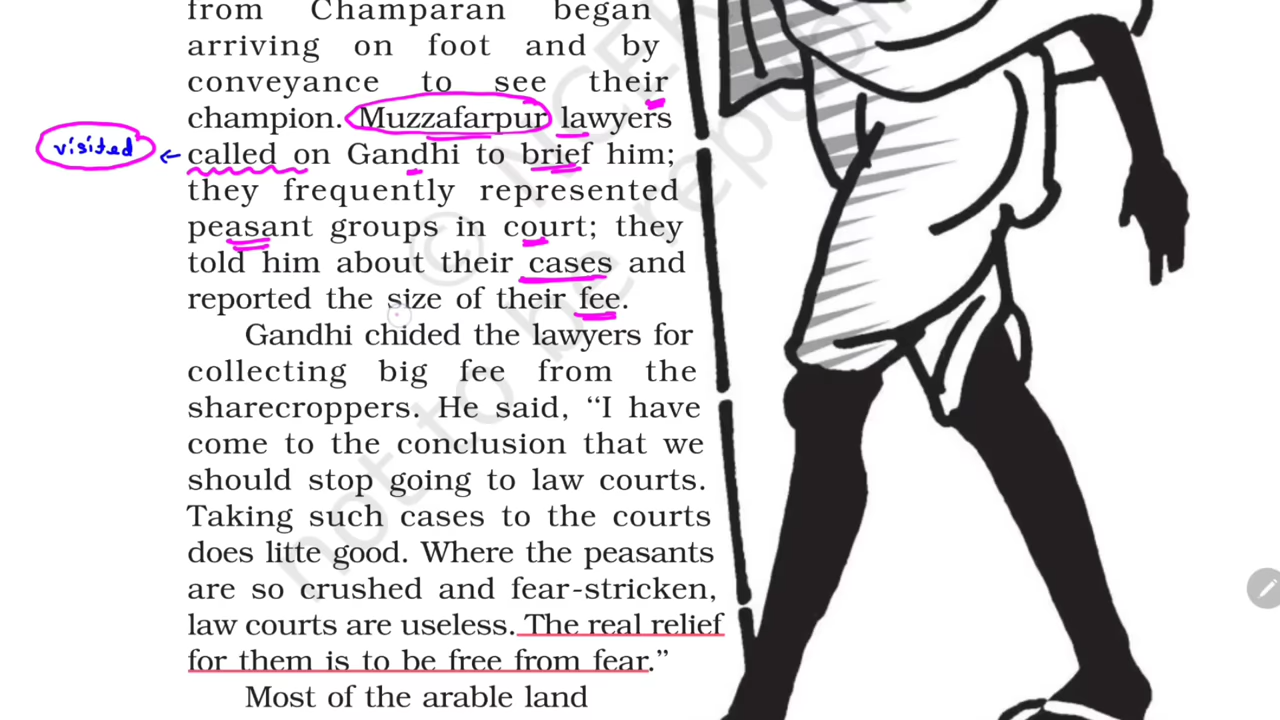 from Champaran began
arriving on foot and by
conveyance to see their
champion. Muzzafarpur lawyers
visited
called on Gandhi to brief him;
they frequently represented
peasant groups in court; they
told him about their cases and
reported the size of their fee.
Gandhi chided the lawyers for
collecting big fee from the
sharecroppers. He said, “I have
come to the conclusion that we
should stop going to law courts.
Taking such cases to the courts
does litte good. Where the peasants
are so crushed and fear-stricken,
law courts are useless. The real relief
for them is to be free from fear.”
Most of the arable land
© NCER
not to be republi